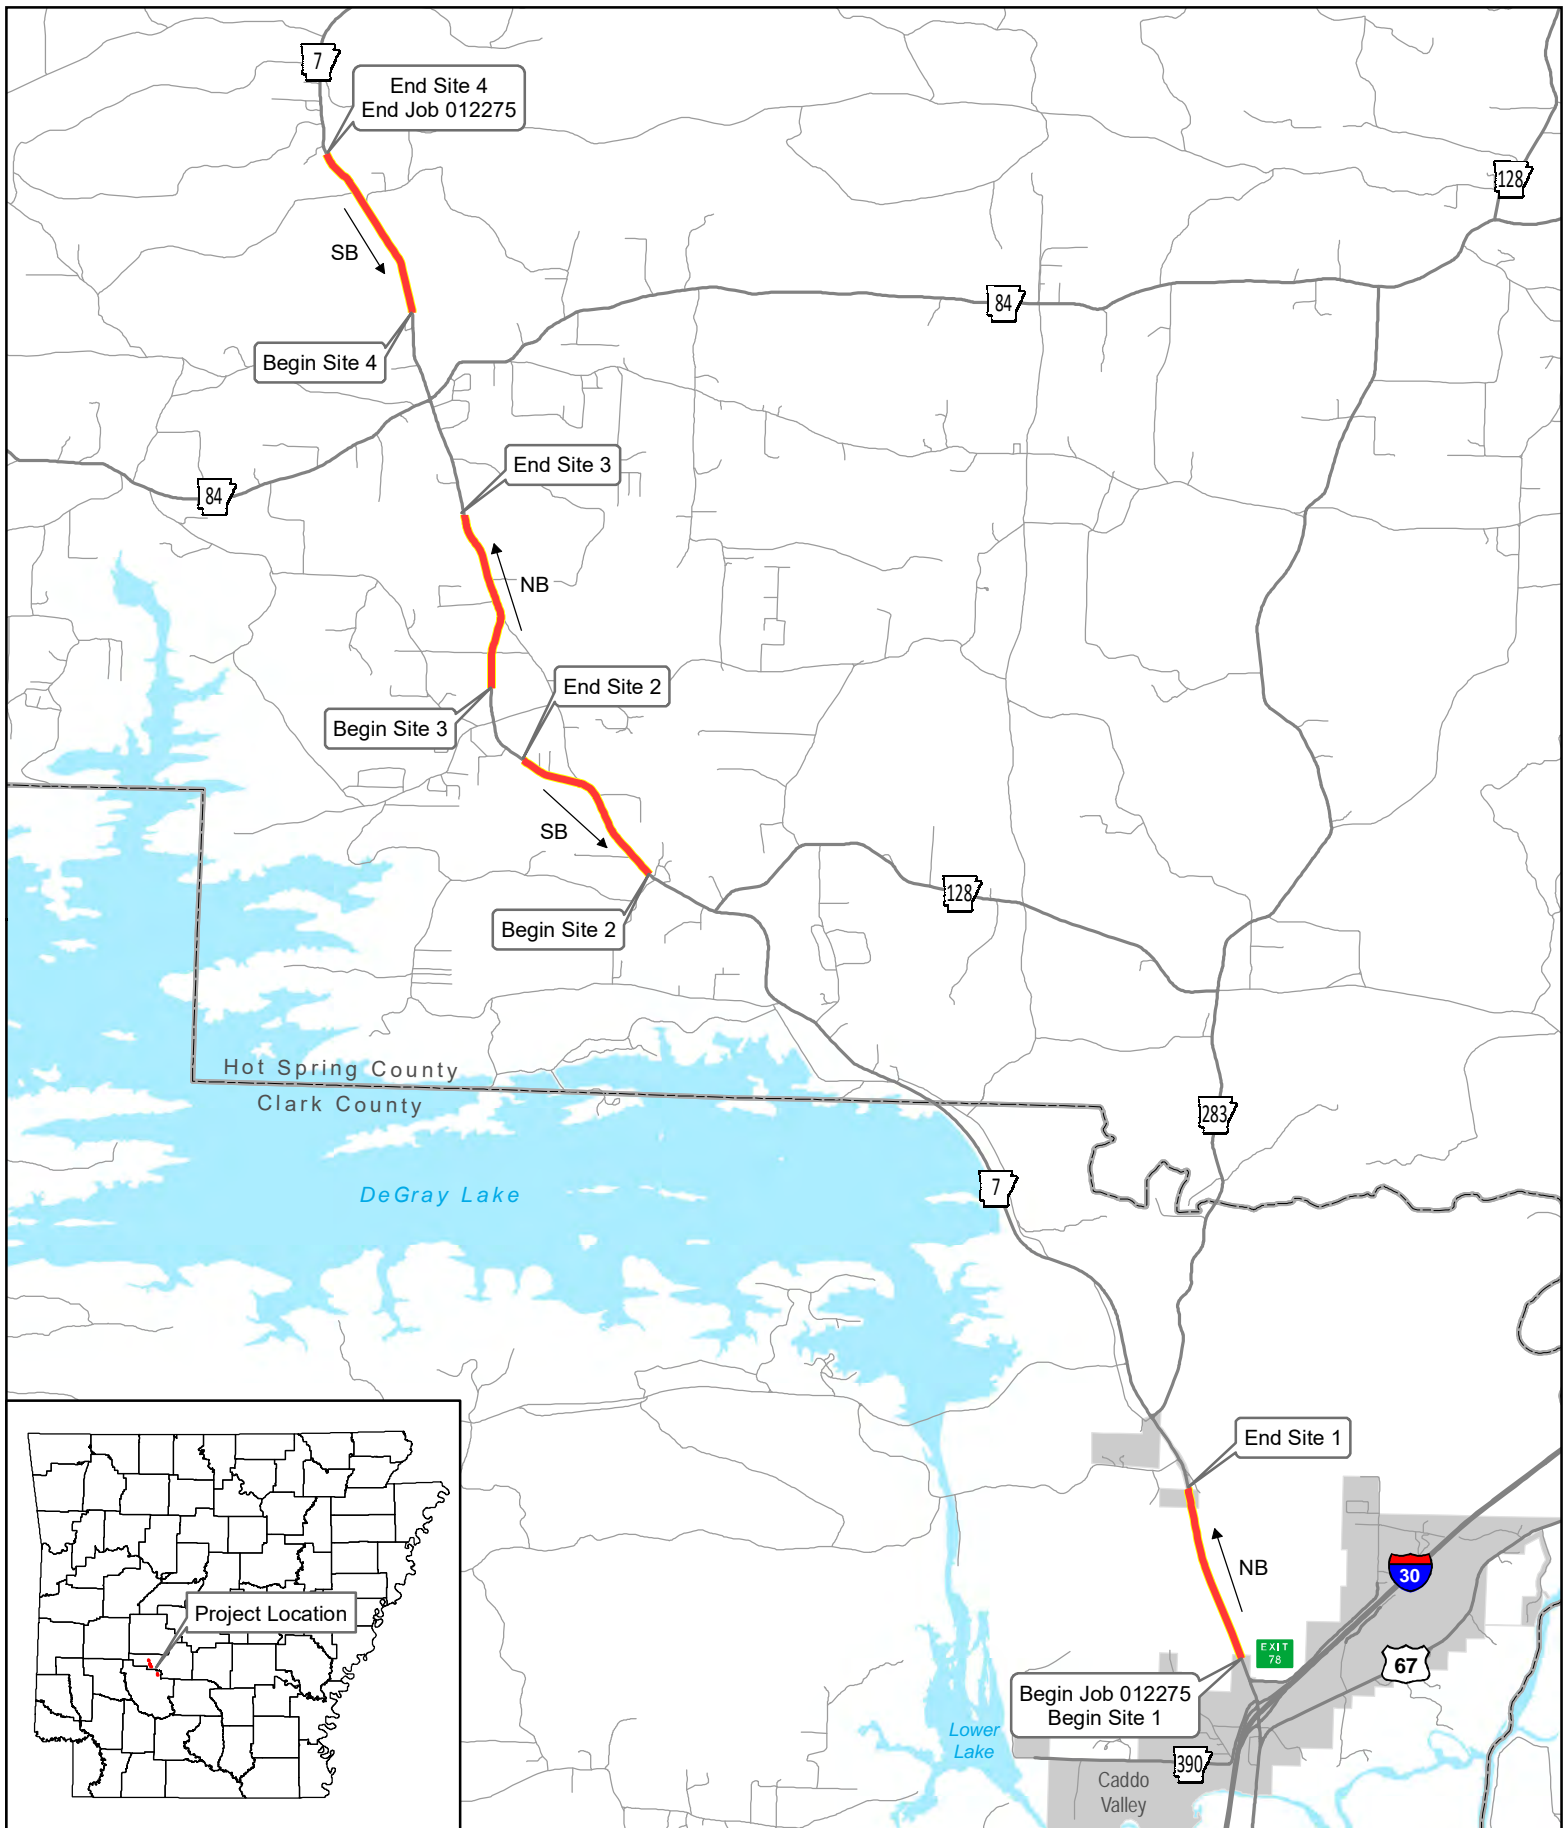 7
End Site 4
End Job 012275
128
SB
84
Begin Site 4
End Site 3
84
NB
End Site 2
Begin Site 3
SB
128
Begin Site 2
Hot Spring County
Clark County
283
DeGray Lake
7
End Site 1
NB
30
Project Location
EXIT
78
67
Begin Job 012275
Begin Site 1
Lower
Lake
390
Caddo
Valley